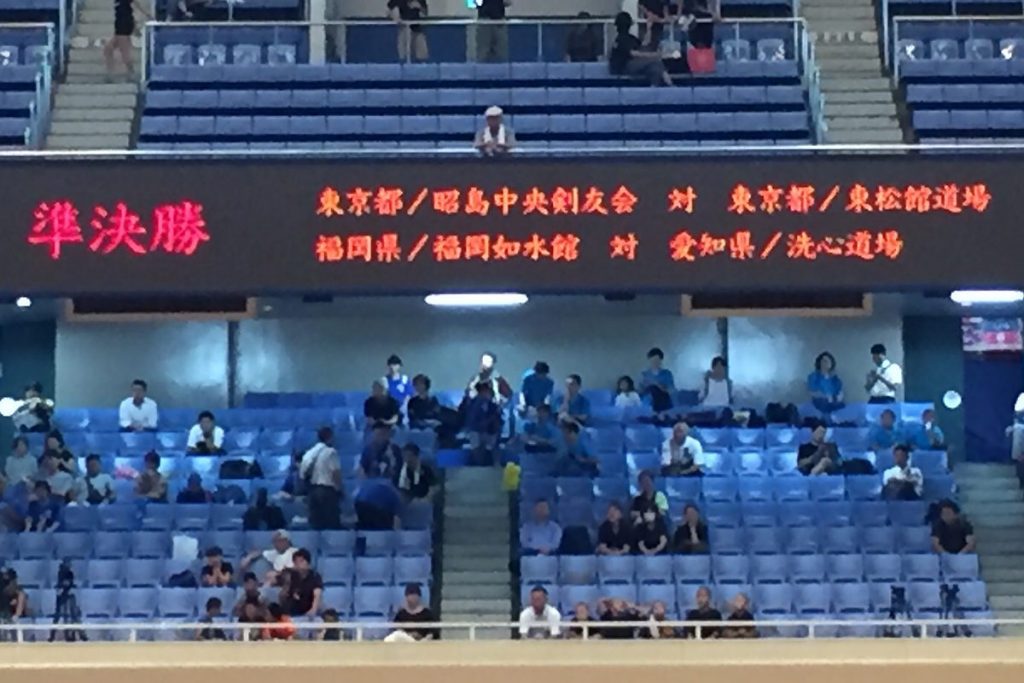 準決勝
東京都／昭島中央剣友会 対 東京都／東松館道場
福岡県／福岡如水館 対 愛知県／洗心道場